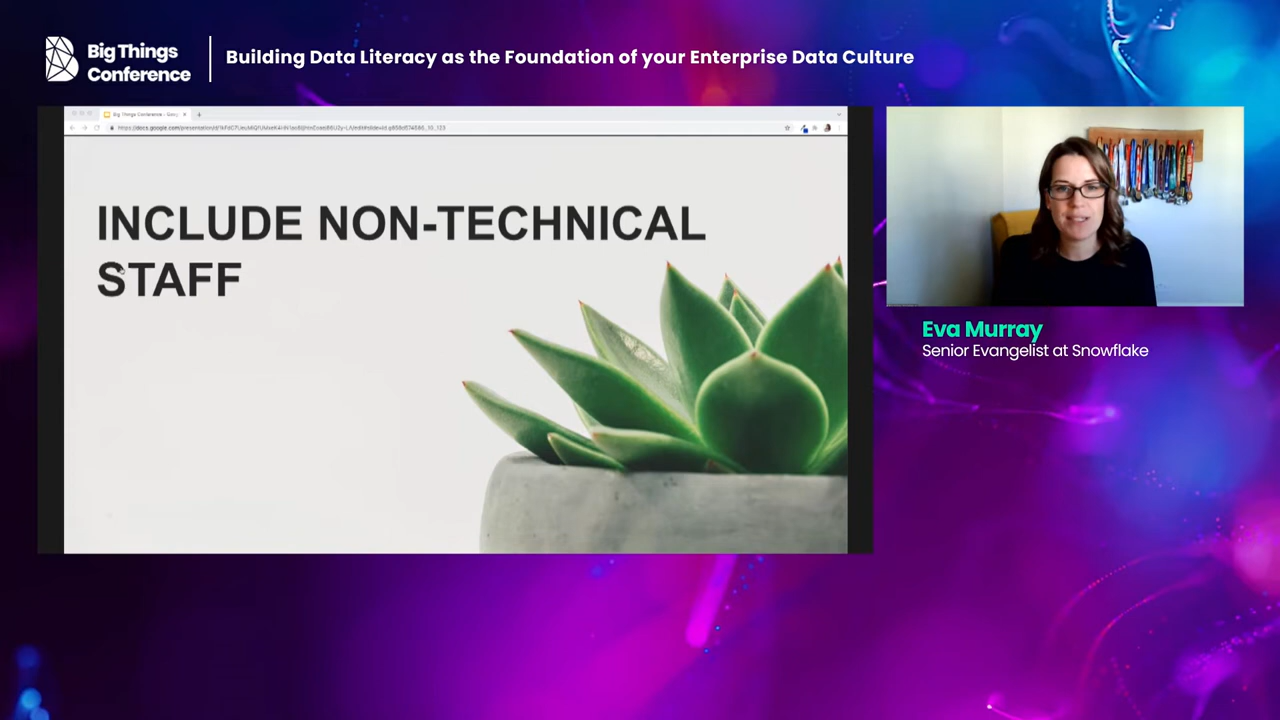 Big Things
Conference
Building Data Literacy as the Foundation of your Enterprise Data Culture
INCLUDE NON-TECHNICAL
STAFF
Eva Murray
Senior Evangelist at Snowflake